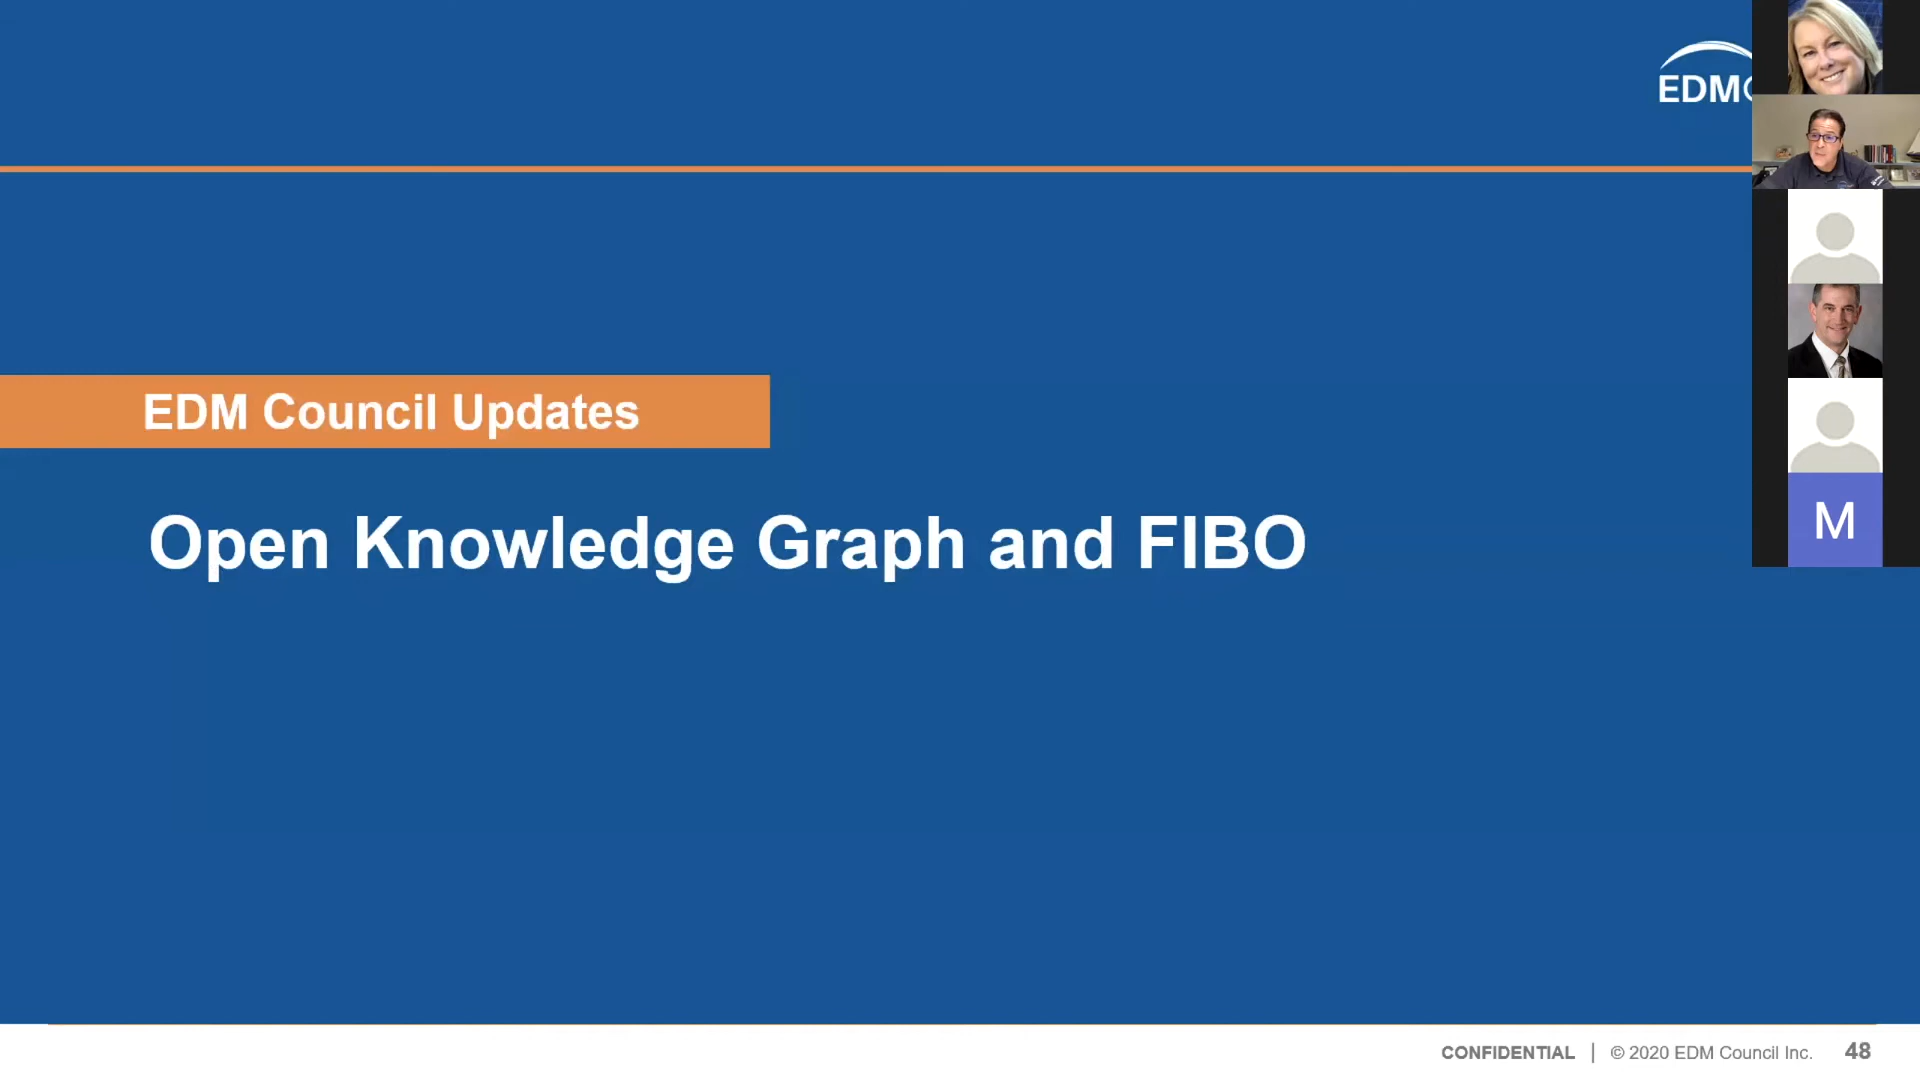 EDM
EDM Council Updates
Open Knowledge Graph and FIBO
M
CONFIDENTIAL | © 2020 EDM Council Inc. 48